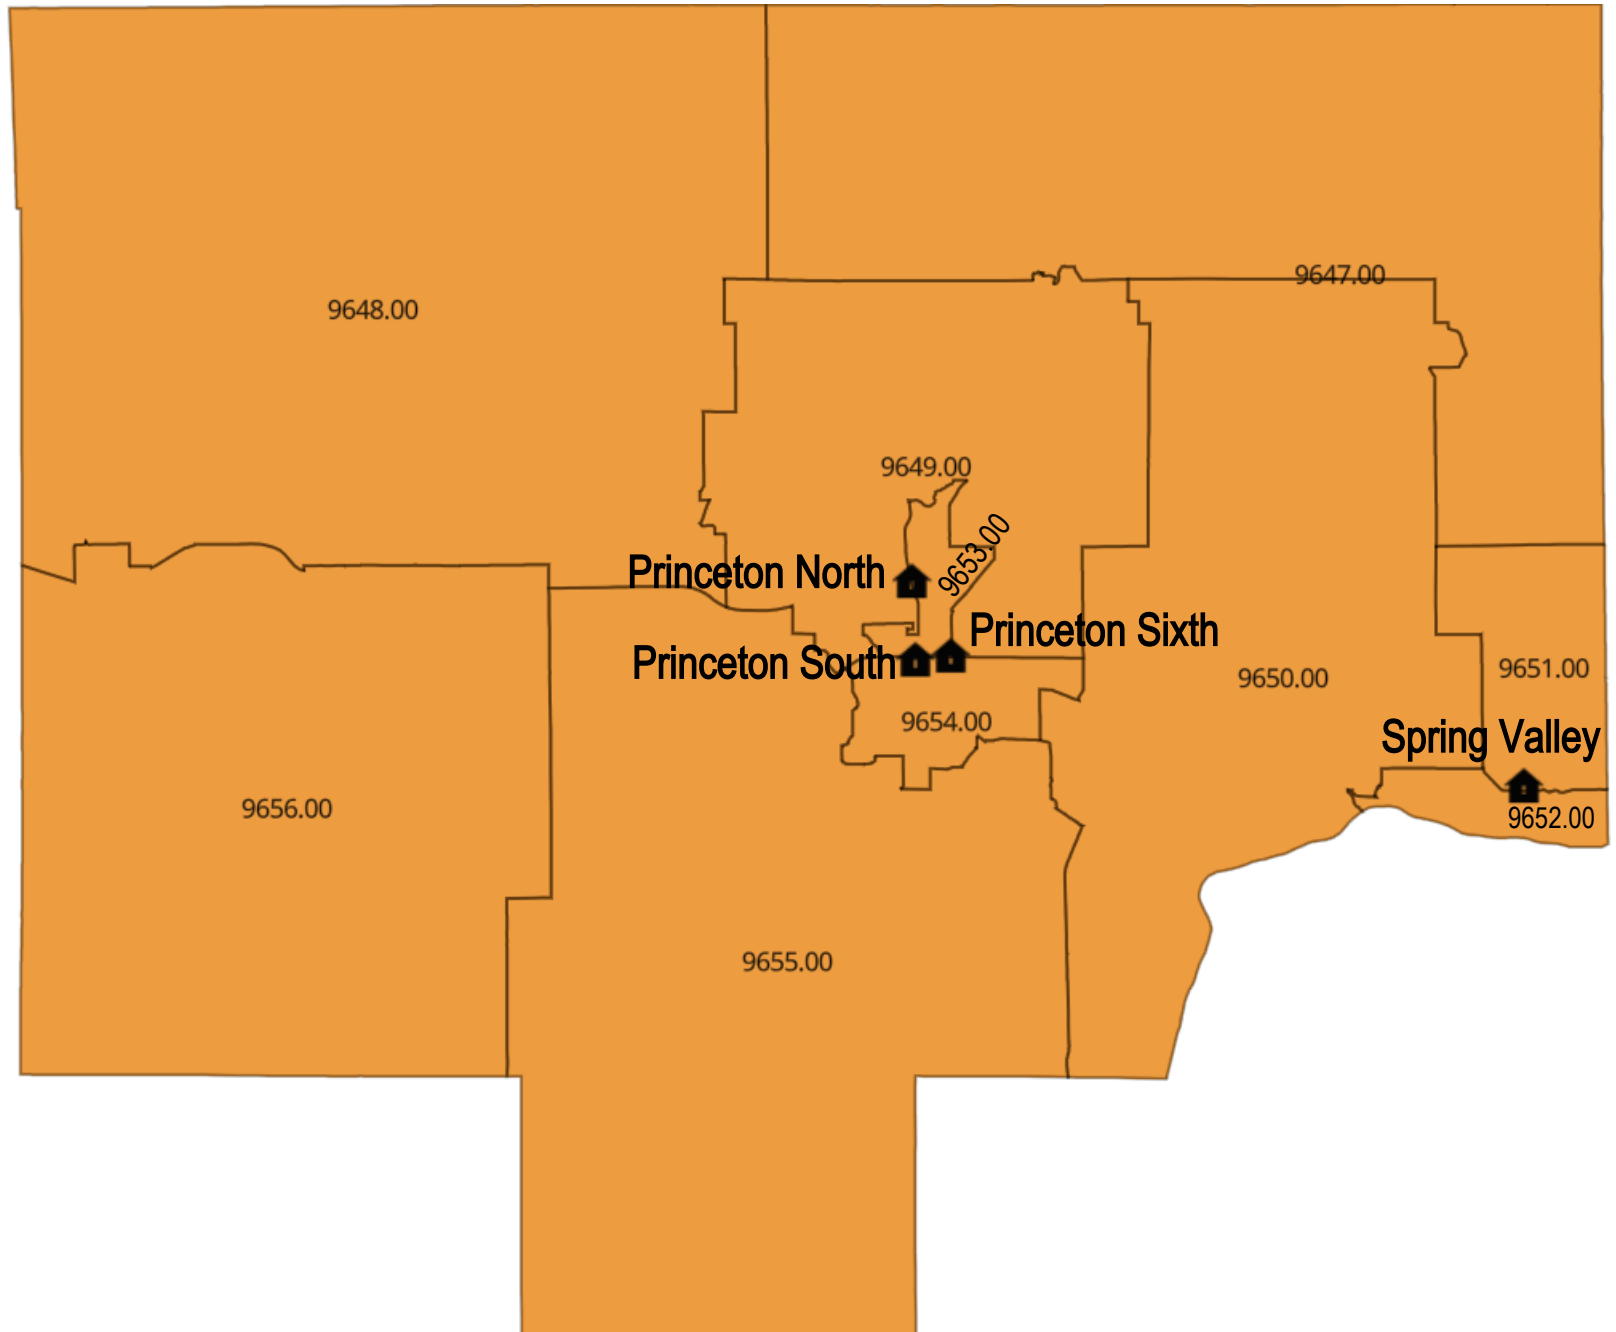 9647.00
9648.00
9649.00
9653.00
Princeton North
Princeton Sixth
Princeton South
9650.00
9651.00
9654.00
Spring Valley
9656.00
9652.00
9655.00